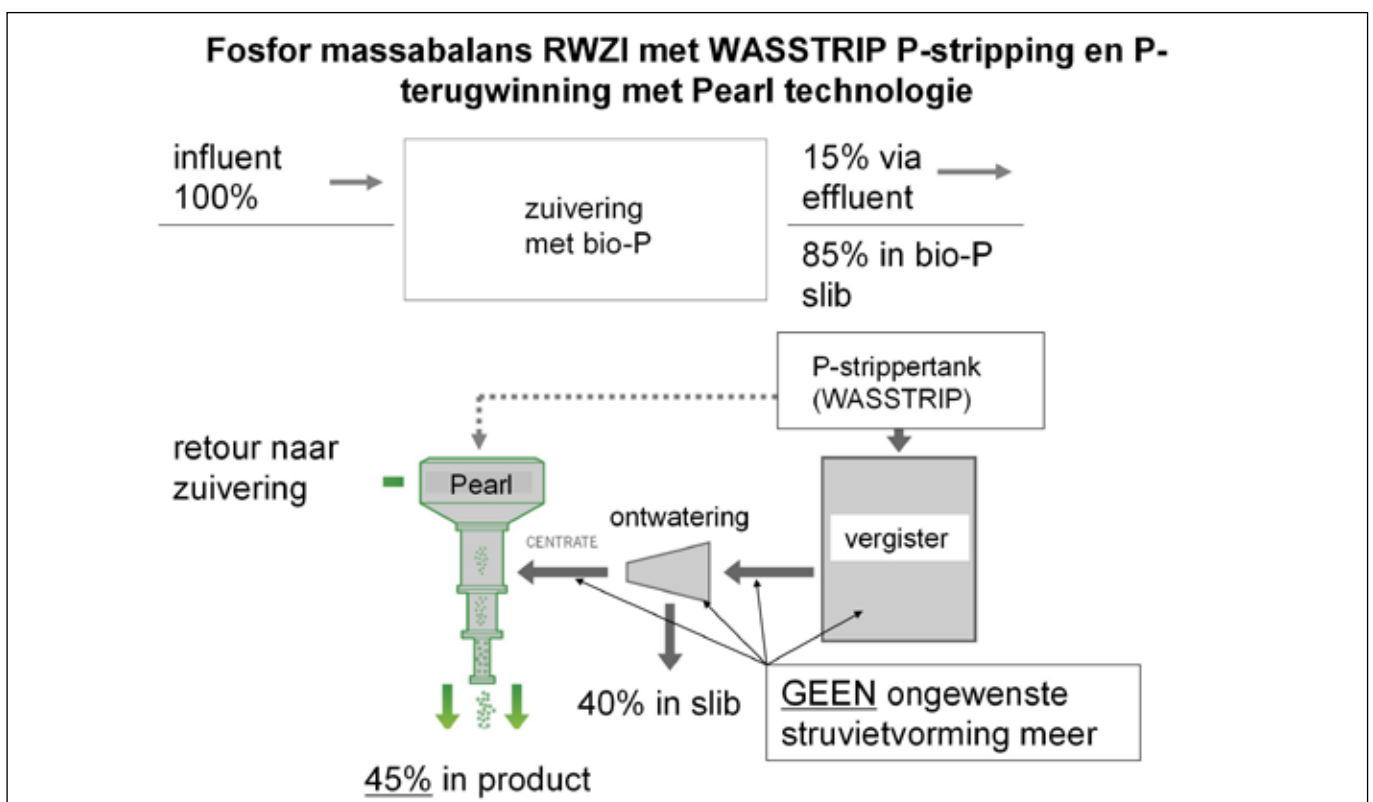 Fosfor massabalans RWZI met WASSTRIP P-stripping en P-
terugwinning met Pearl technologie
influent
100%
zuivering
met bio-P
15% via
effluent
85% in bio-P
slib
P-strippertank
(WASSTRIP)
retour naar
zuivering
Pearl
ontwatering
CENTRATE
vergister
40% in slib
GEEN ongewenste
struvietvorming meer
45% in product